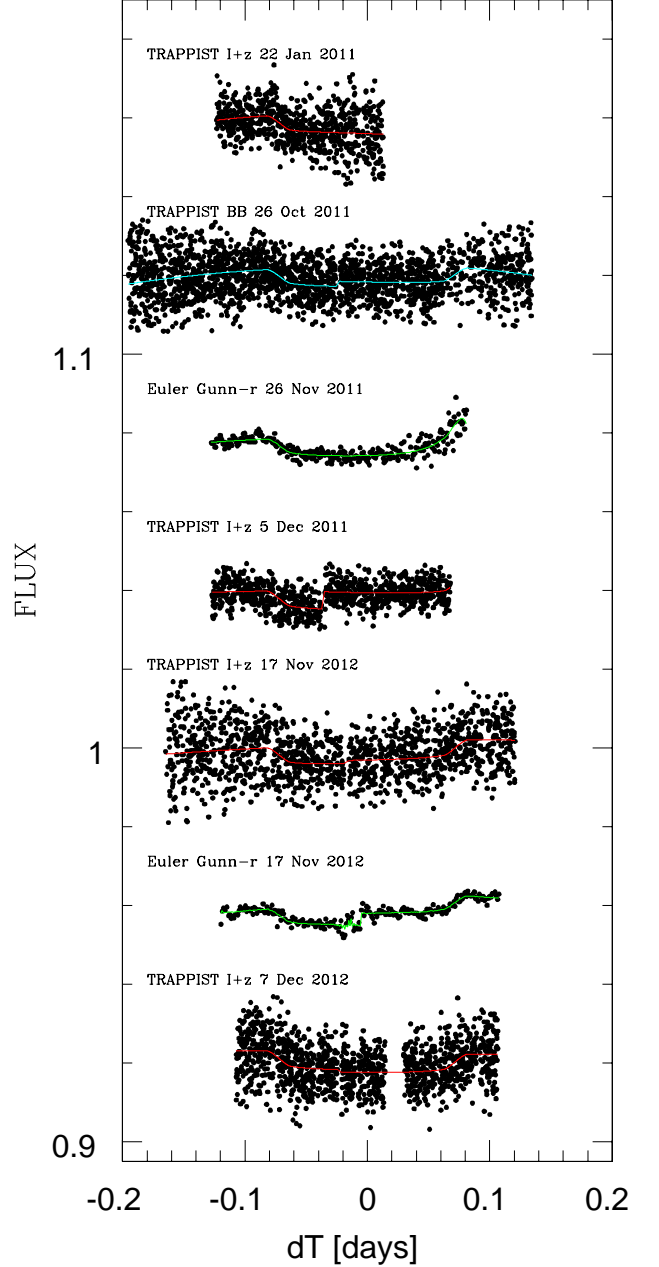 TRAPPIST I+z 22 Jan 2011
TRAPPIST BB 26 Oct 2011
1.1
Euler Gunn-r 26 Nov 2011
TRAPPIST I+z 5 Dec 2011
FLUX
TRAPPIST I+z 17 Nov 2012
1
Euler Gunn-r 17 Nov 2012
TRAPPIST I+z 7 Dec 2012
0.9
-0.2 -0.1 0 0.1 0.2
dT [days]